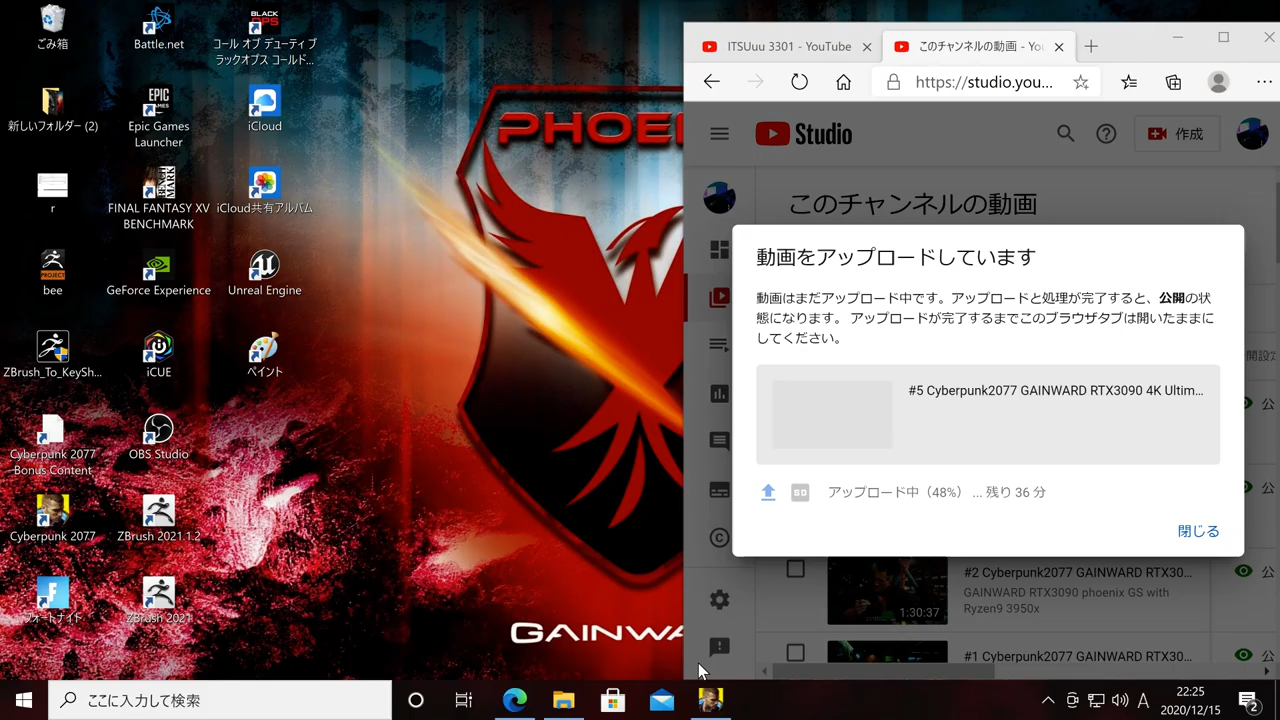 ごみ箱
Battle.net
BLACK OPS
コール オブ デューティ ブ
ラックオプス コールド...
新しいフォルダー (2)
EPIC GAMES
Epic Games
Launcher
iCloud
r
FINAL FANTASY XV
BENCHMARK
iCloud共有アルバム
PROJECT
bee
GeForce Experience
Unreal Engine
ZBrush_To_KeySh...
iCUE
ペイント
Cyberpunk 2077
Bonus Content
OBS Studio
Cyberpunk 2077
ZBrush 2021.1.2
フォートナイト
ZBrush 2021
GAINWA
ITSUuu 3301 - YouTube
このチャンネルの動画 - You
https://studio.you...
Studio
作成
このチャンネルの動画
動画をアップロードしています
動画はまだアップロード中です。アップロードと処理が完了すると、公開の状
態になります。 アップロードが完了するまでこのブラウザタブは開いたままに
してください。
#5 Cyberpunk2077 GAINWARD RTX3090 4K Ultim...
SD
アップロード中（48%） ... 残り 36 分
閉じる
公
公
#2 Cyberpunk2077 GAINWARD RTX30...
GAINWARD RTX3090 phoenix GS with
Ryzen9 3950x
1:30:37
公
#1 Cyberpunk2077 GAINWARD RTX30...
公
ここに入力して検索
A
22:25
2020/12/15
2